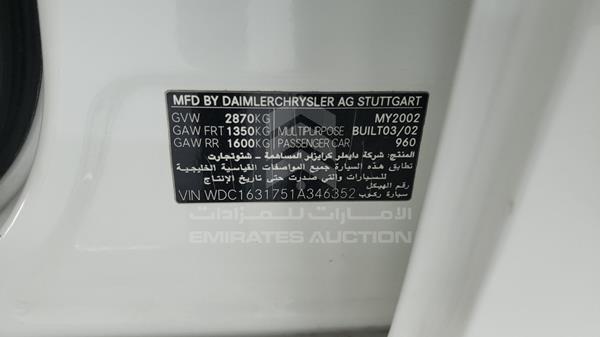 MFD BY DAIMLERCHRYSLER AG STUTTGART
GVW 2870KG MY2002
GAW FRT 1350KG MULTIPURPOSE BUILT03/02
GAW RR 1600KG PASSENGER CAR 960
المنتج: شركة دايملر كرايزلر المساهمة - شتوتجارت
تطابق هذه السيارة جميع المواصفات القياسية الخليجية
للسيارات والتي صدرت حتى تاريخ الإنتاج
VIN WDC1631751A346352 رقم الهيكل
سيارة ركوب
الإمارات للمزادات
EMIRATES AUCTION